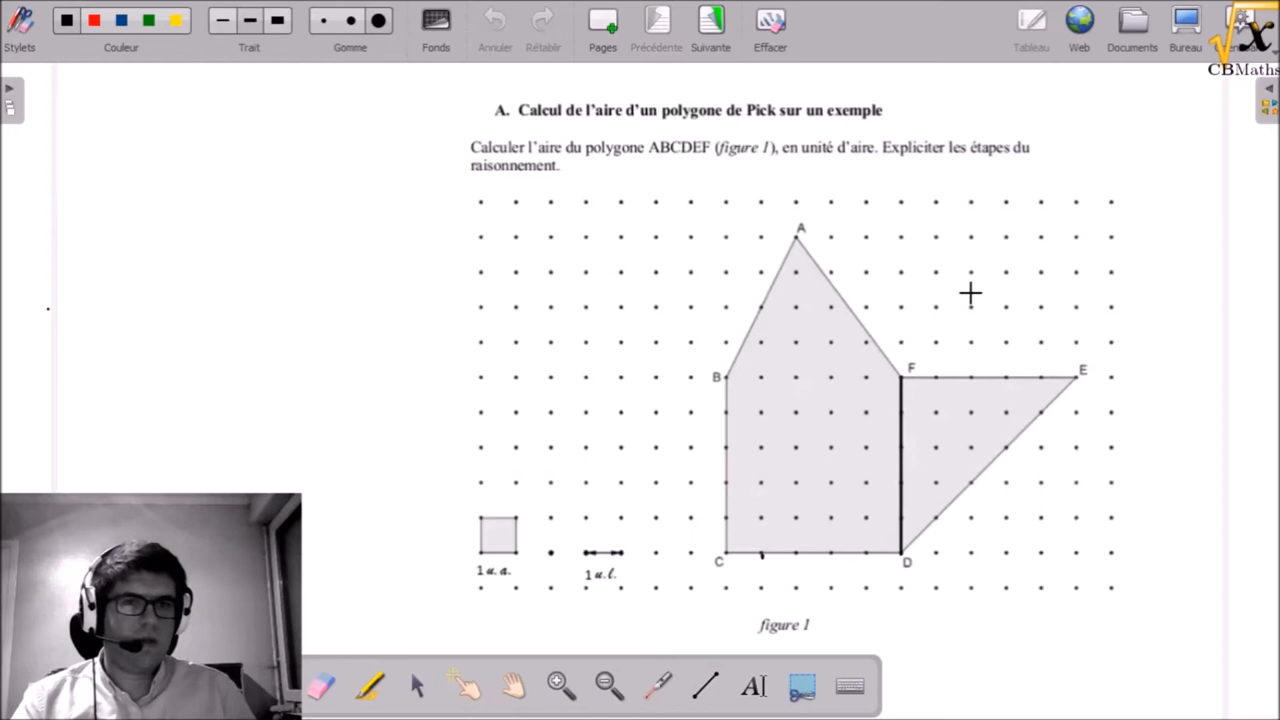 Stylets
Couleur
Trait
Gomme
Fonds
Annuler
Rétablir
Pages
Précédente
Suivante
Effacer
Tableau
Web
Documents
Bureau
√x
CBMaths
A. Calcul de l'aire d'un polygone de Pick sur un exemple
Calculer l'aire du polygone ABCDEF (figure 1), en unité d'aire. Expliciter les étapes du
raisonnement.
A
B
F
E
C
D
1 u.a.
1 u.l.
figure 1